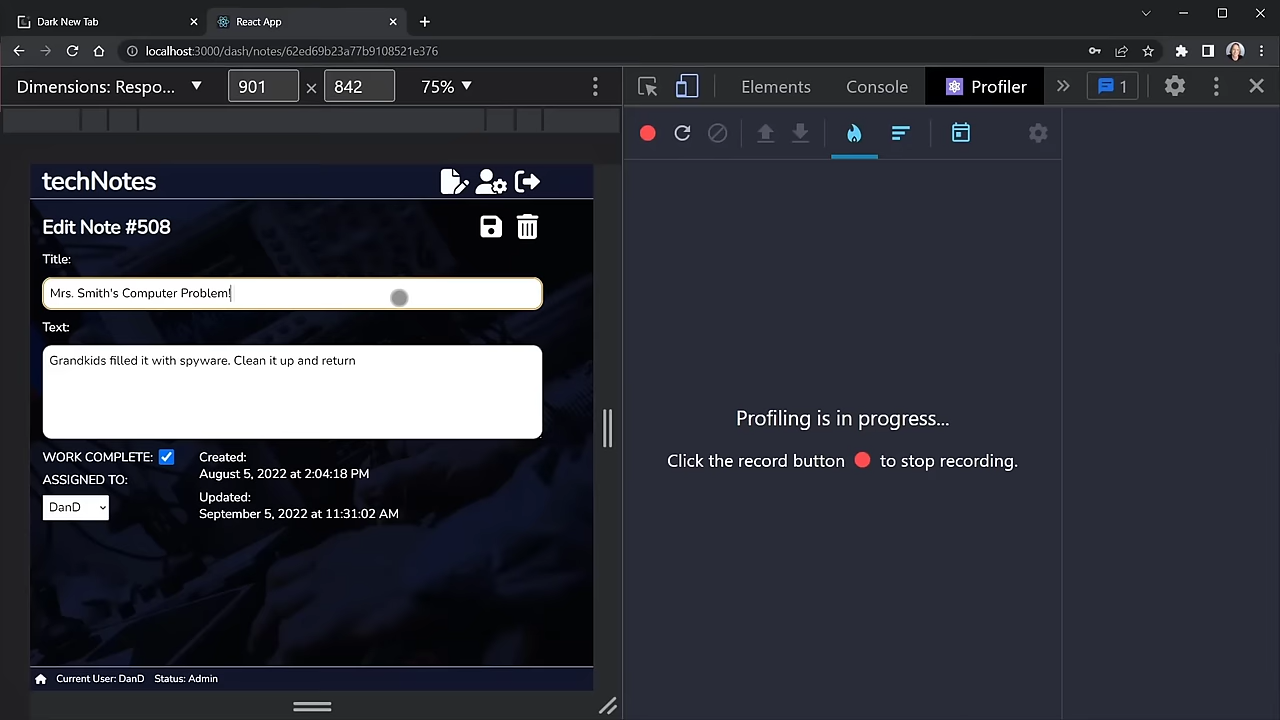 Dark New Tab
React App
localhost:3000/dash/notes/62ed69b23a77b9108521e376
Dimensions: Respo...
901
×
842
75%
Elements
Console
Profiler
1
techNotes
Edit Note #508
Title:
Mrs. Smith's Computer Problem!
Text:
Grandkids filled it with spyware. Clean it up and return
WORK COMPLETE:
ASSIGNED TO:
DanD
Created:
August 5, 2022 at 2:04:18 PM
Updated:
September 5, 2022 at 11:31:02 AM
Current User: DanD
Status: Admin
Profiling is in progress...
Click the record button to stop recording.